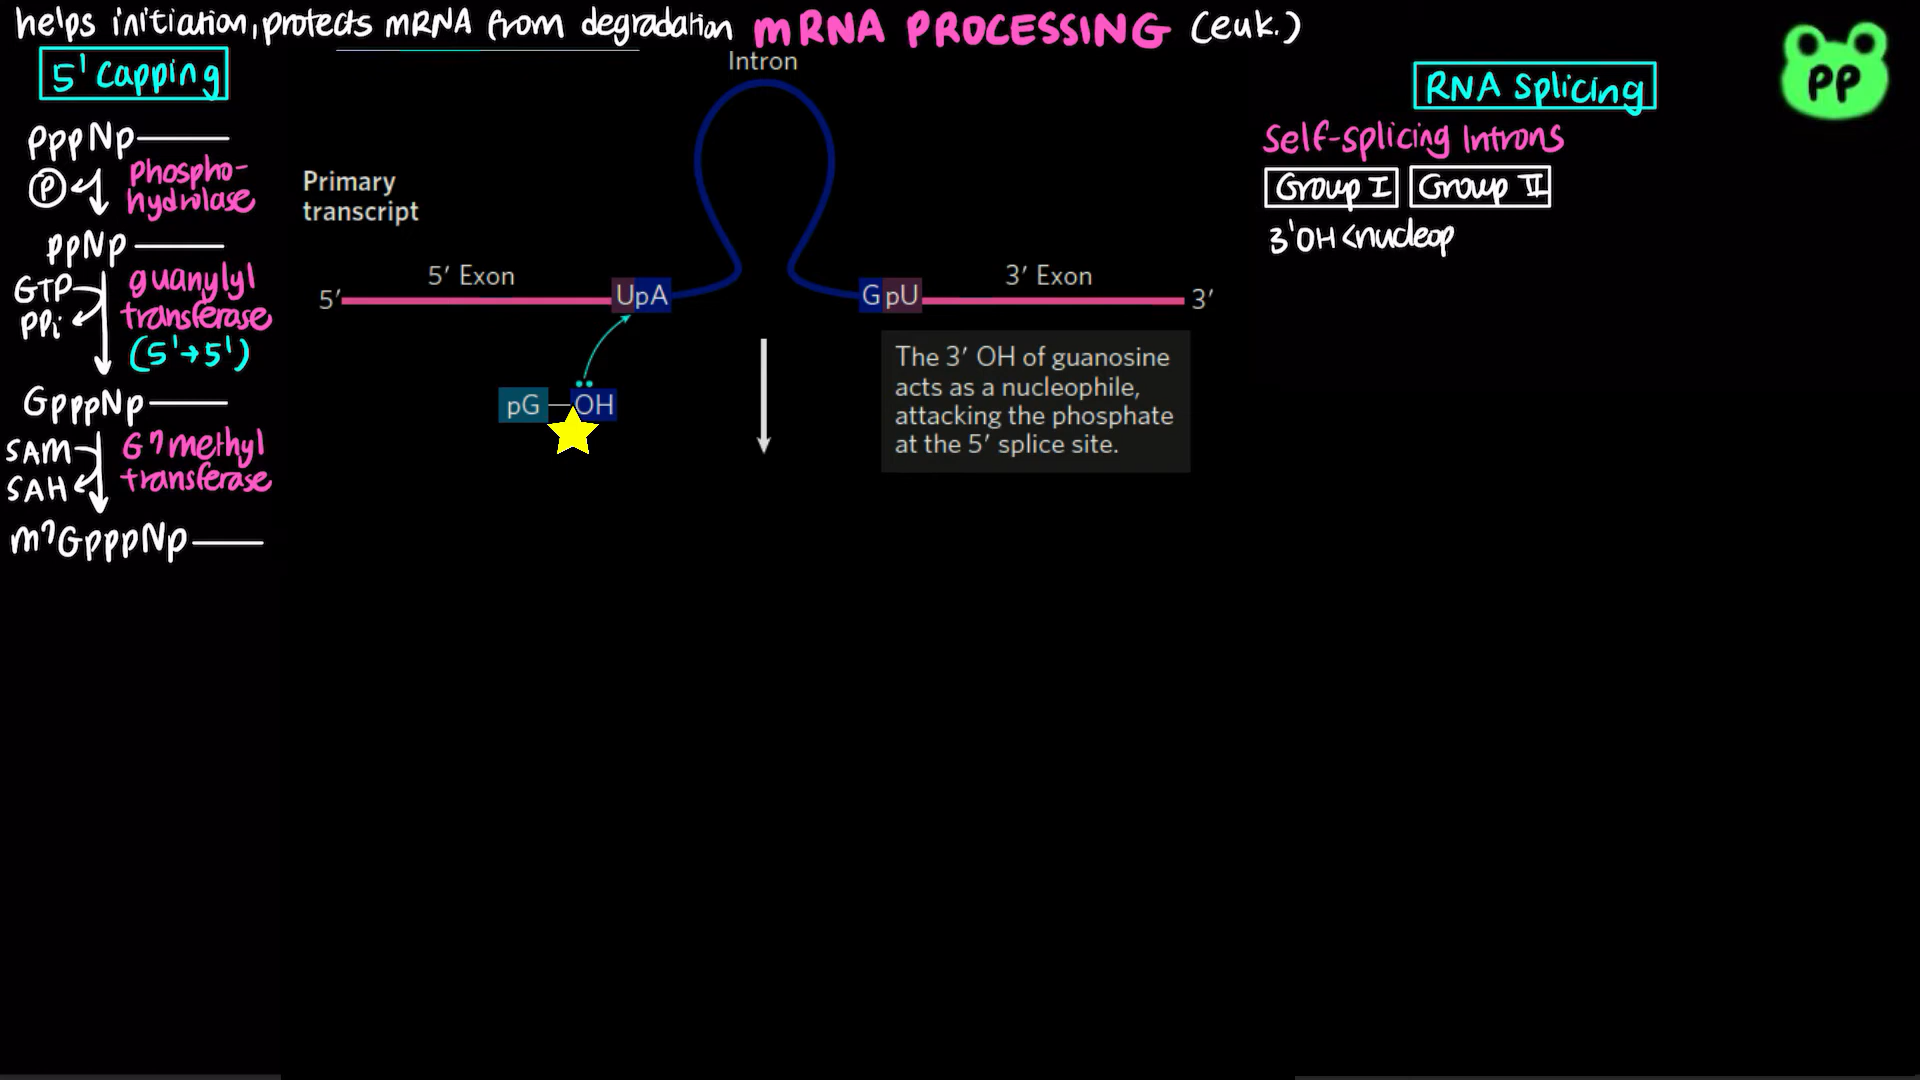 helps initiation, protects mRNA from degradation mRNA PROCESSING (euk.)
5' Capping
pppNp
P
Phospho-
hydrolase
ppNp
GTP
PPi
guanylyl
transferase
(5'→5')
GpppNp
SAM
SAH
G7 methyl
transferase
m7GpppNp
Intron
Primary
transcript
5' Exon
3' Exon
5'
UpA
GpU
3'
pG
OH
The 3' OH of guanosine
acts as a nucleophile,
attacking the phosphate
at the 5' splice site.
RNA Splicing
Self-splicing Introns
Group I
Group II
3'OH <nucleop
PP